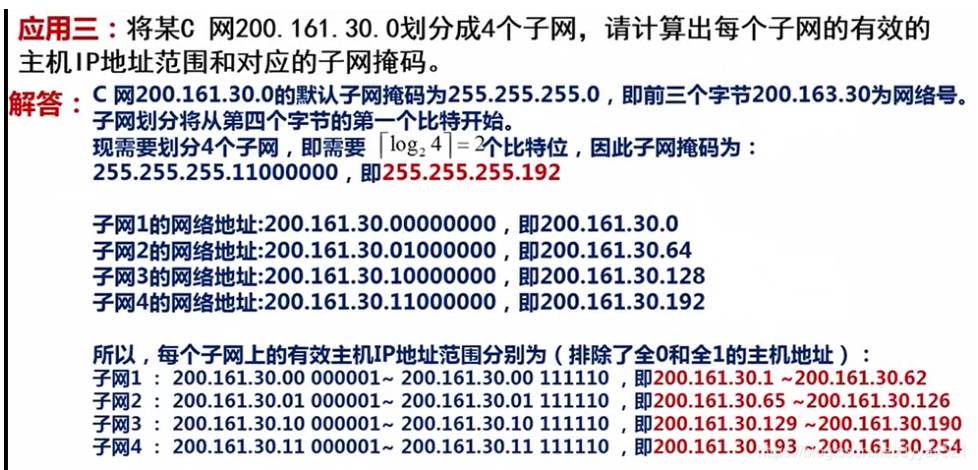 应用三：将某C 网200.161.30.0划分成4个子网，请计算出每个子网的有效的
主机IP地址范围和对应的子网掩码。
解答：
C 网200.161.30.0的默认子网掩码为255.255.255.0，即前三个字节200.163.30为网络号。
子网划分将从第四个字节的第一个比特开始。
现需要划分4个子网，即需要 ⌈log₂ 4⌉ = 2个比特位，因此子网掩码为：
255.255.255.11000000，即255.255.255.192
子网1的网络地址:200.161.30.00000000，即200.161.30.0
子网2的网络地址:200.161.30.01000000，即200.161.30.64
子网3的网络地址:200.161.30.10000000，即200.161.30.128
子网4的网络地址:200.161.30.11000000，即200.161.30.192
所以，每个子网上的有效主机IP地址范围分别为（排除了全0和全1的主机地址）：
子网1 ： 200.161.30.00 000001~ 200.161.30.00 111110 ，即200.161.30.1 ~200.161.30.62
子网2 ： 200.161.30.01 000001~ 200.161.30.01 111110 ，即200.161.30.65 ~200.161.30.126
子网3 ： 200.161.30.10 000001~ 200.161.30.10 111110 ，即200.161.30.129 ~200.161.30.190
子网4 ： 200.161.30.11 000001~ 200.161.30.11 111110 ，即200.161.30.193 ~200.161.30.254